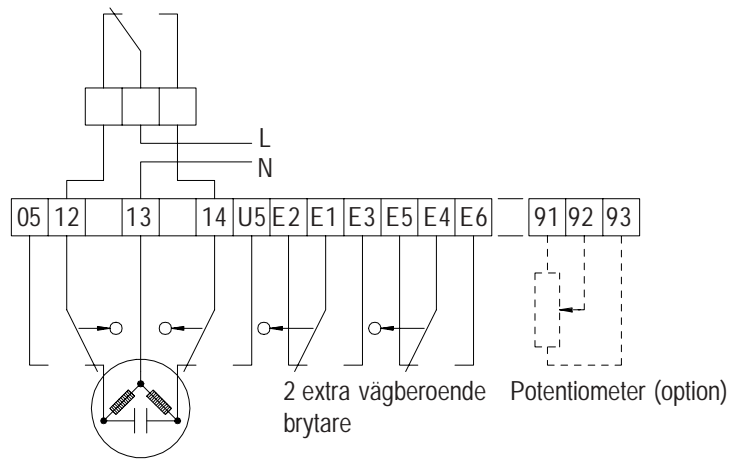 L
N
05 12 13 14 U5 E2 E1 E3 E5 E4 E6 91 92 93
2 extra vägberoende Potentiometer (option)
brytare